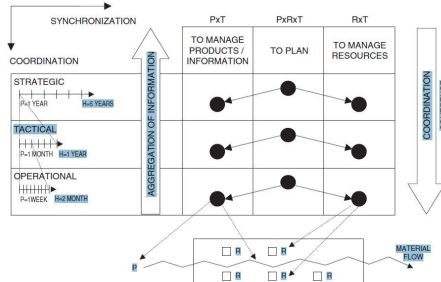 SYNCHRONIZATION
PxT
PxRxT
RxT
COORDINATION
TO MANAGE
PRODUCTS /
INFORMATION
TO PLAN
TO MANAGE
RESOURCES
STRATEGIC
P=1 YEAR
H=5 YEARS
TACTICAL
P=1 MONTH
H=1 YEAR
OPERATIONAL
P=1WEEK
H=2 MONTH
AGGREGATION OF INFORMATION
COORDINATION
P
R
R
R
R
R
MATERIAL
FLOW